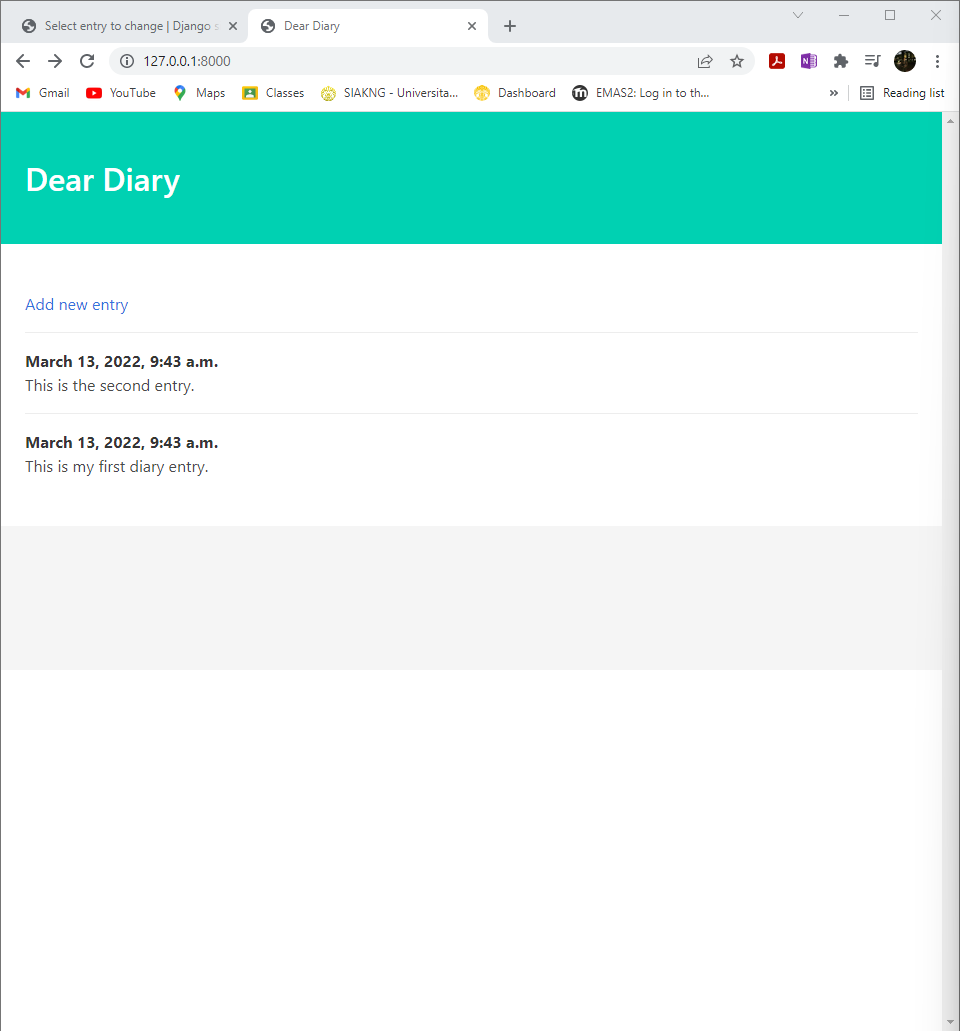 Select entry to change | Django s
Dear Diary
127.0.0.1:8000
Gmail YouTube Maps Classes SIAKNG - Universita... Dashboard EMAS2: Log in to th... » Reading list
Dear Diary
Add new entry
March 13, 2022, 9:43 a.m.
This is the second entry.
March 13, 2022, 9:43 a.m.
This is my first diary entry.